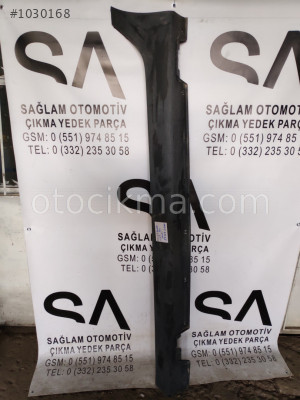 #1030168
SA
SAĞLAM OTOMOTİV
ÇIKMA YEDEK PARÇA
GSM: 0 (551) 974 85 15
TEL: 0 (332) 235 30 58
otocikma.com
SA
SAĞLAM OTOMOTİV
ÇIKMA YEDEK PARÇA
GSM: 0 (551) 974 85 15
TEL: 0 (332) 235 30 58
SA
SA
SAĞLAM OTOMOTİV
ÇIKMA YEDEK PARÇA
GSM: 0 (551) 974 85 15
TEL: 0 (332) 235 30 58
SAĞLAM OTOMOTİV
ÇIKMA YEDEK PARÇA
GSM: 0 (551) 974 85 15
TEL: 0 (332) 235 30 58